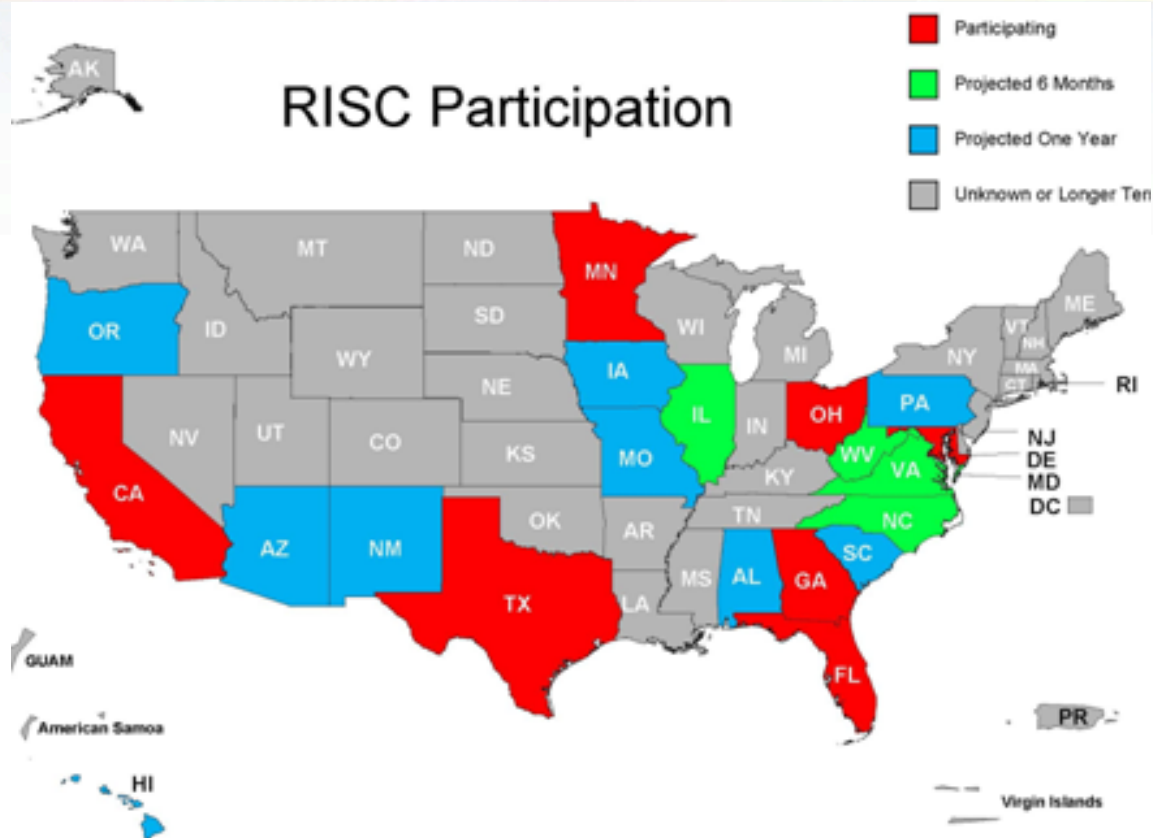 Participating
AK
RISC Participation
Projected 6 Months
Projected One Year
Unknown or Longer Ter
WA
MT
ND
MN
ME
VT
NH
OR
ID
SD
WI
MI
NY
MA
CT
RI
WY
IA
NE
PA
NV
UT
CO
IL
IN
OH
NJ
CA
KS
MO
WV
VA
DE
KY
MD
DC
AZ
NM
OK
AR
TN
NC
SC
TX
MS
AL
GA
LA
FL
GUAM
American Samoa
PR
HI
Virgin Islands